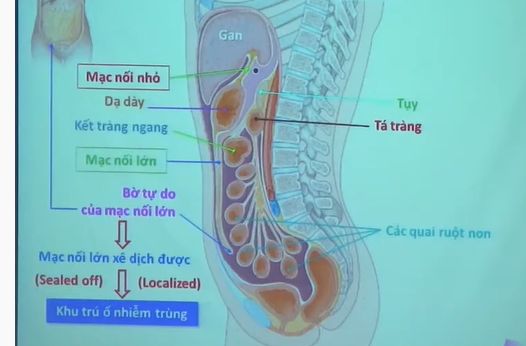 Gan
Mạc nối nhỏ
Dạ dày
Tụy
Tá tràng
Kết tràng ngang
Mạc nối lớn
Bờ tự do
của mạc nối lớn
Các quai ruột non
Mạc nối lớn xê dịch được
(Sealed off) (Localized)
Khu trú ổ nhiễm trùng